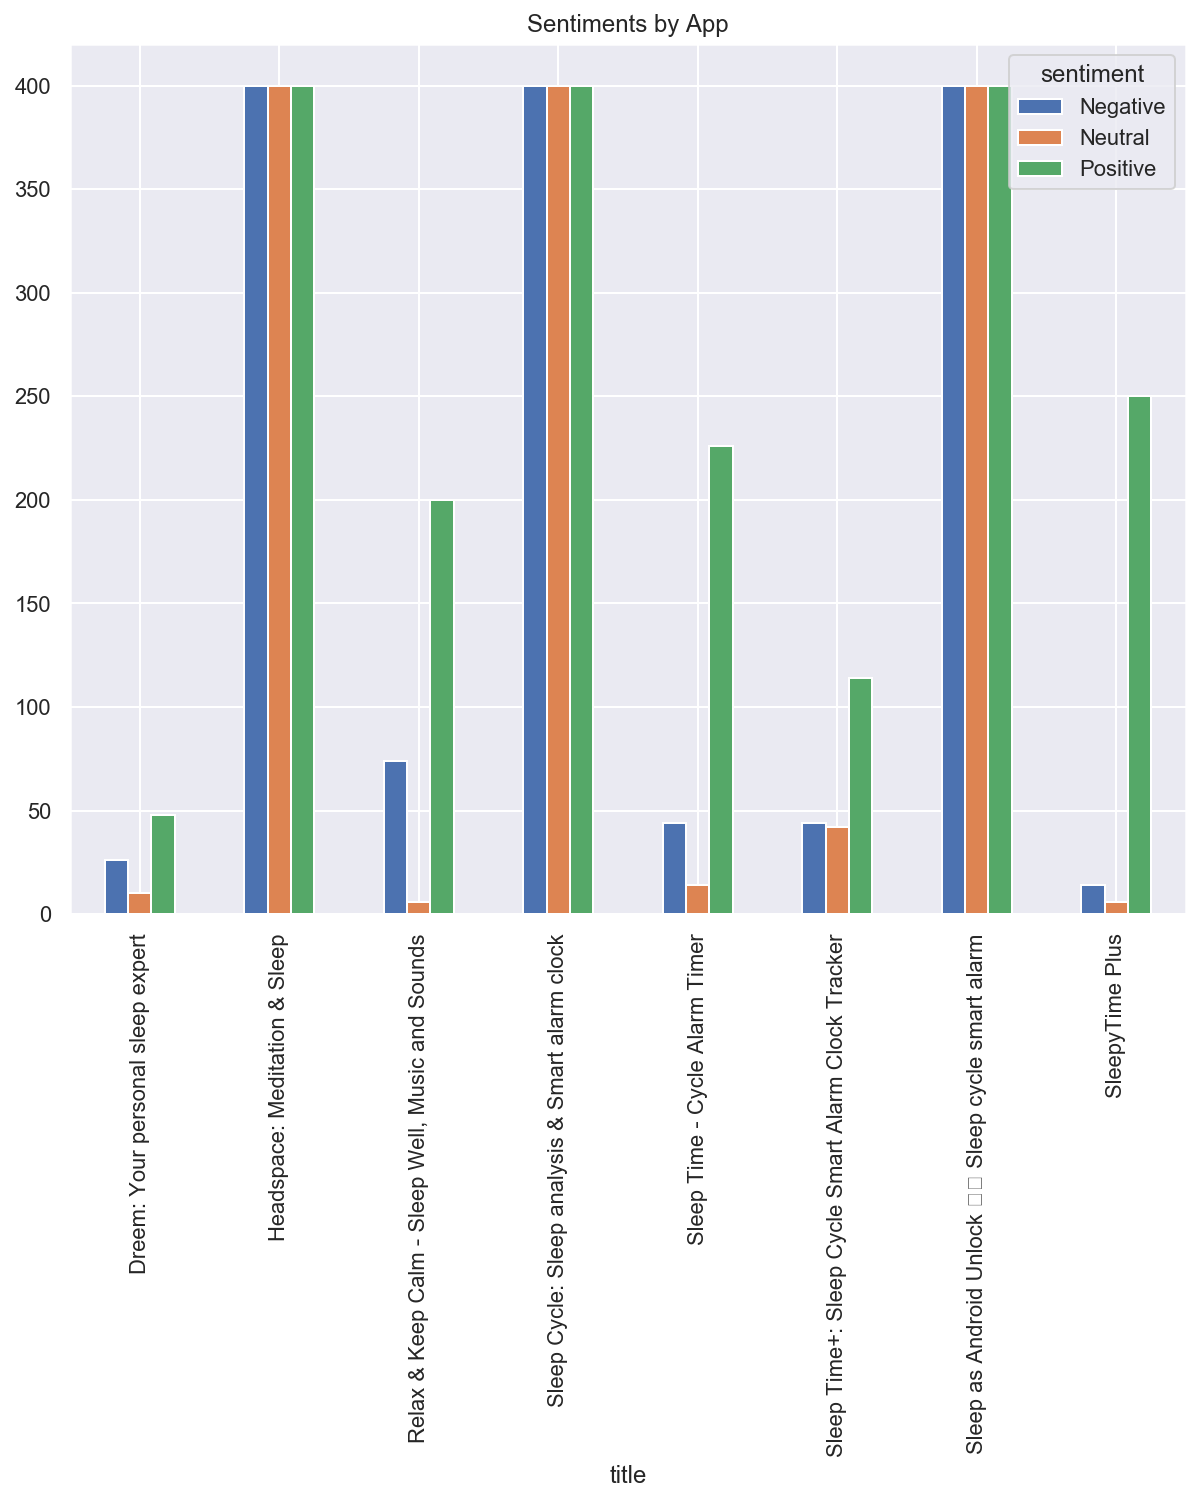 Sentiments by App
sentiment
Negative
Neutral
Positive
400
350
300
250
200
150
100
50
0
Dreem: Your personal sleep expert
Headspace: Meditation & Sleep
Relax & Keep Calm - Sleep Well, Music and Sounds
Sleep Cycle: Sleep analysis & Smart alarm clock
Sleep Time - Cycle Alarm Timer
Sleep Time+: Sleep Cycle Smart Alarm Clock Tracker
Sleep as Android Unlock □□ Sleep cycle smart alarm
SleepyTime Plus
title